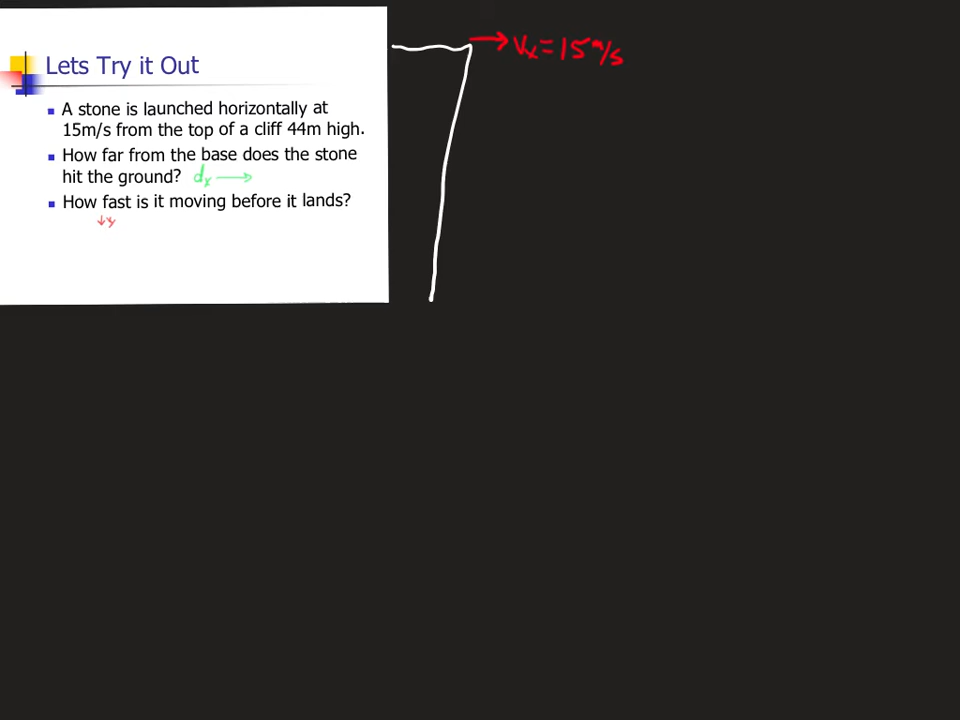 Lets Try it Out
A stone is launched horizontally at
15m/s from the top of a cliff 44m high.
How far from the base does the stone
hit the ground? dx →
How fast is it moving before it lands?
→ Vx = 15 m/s